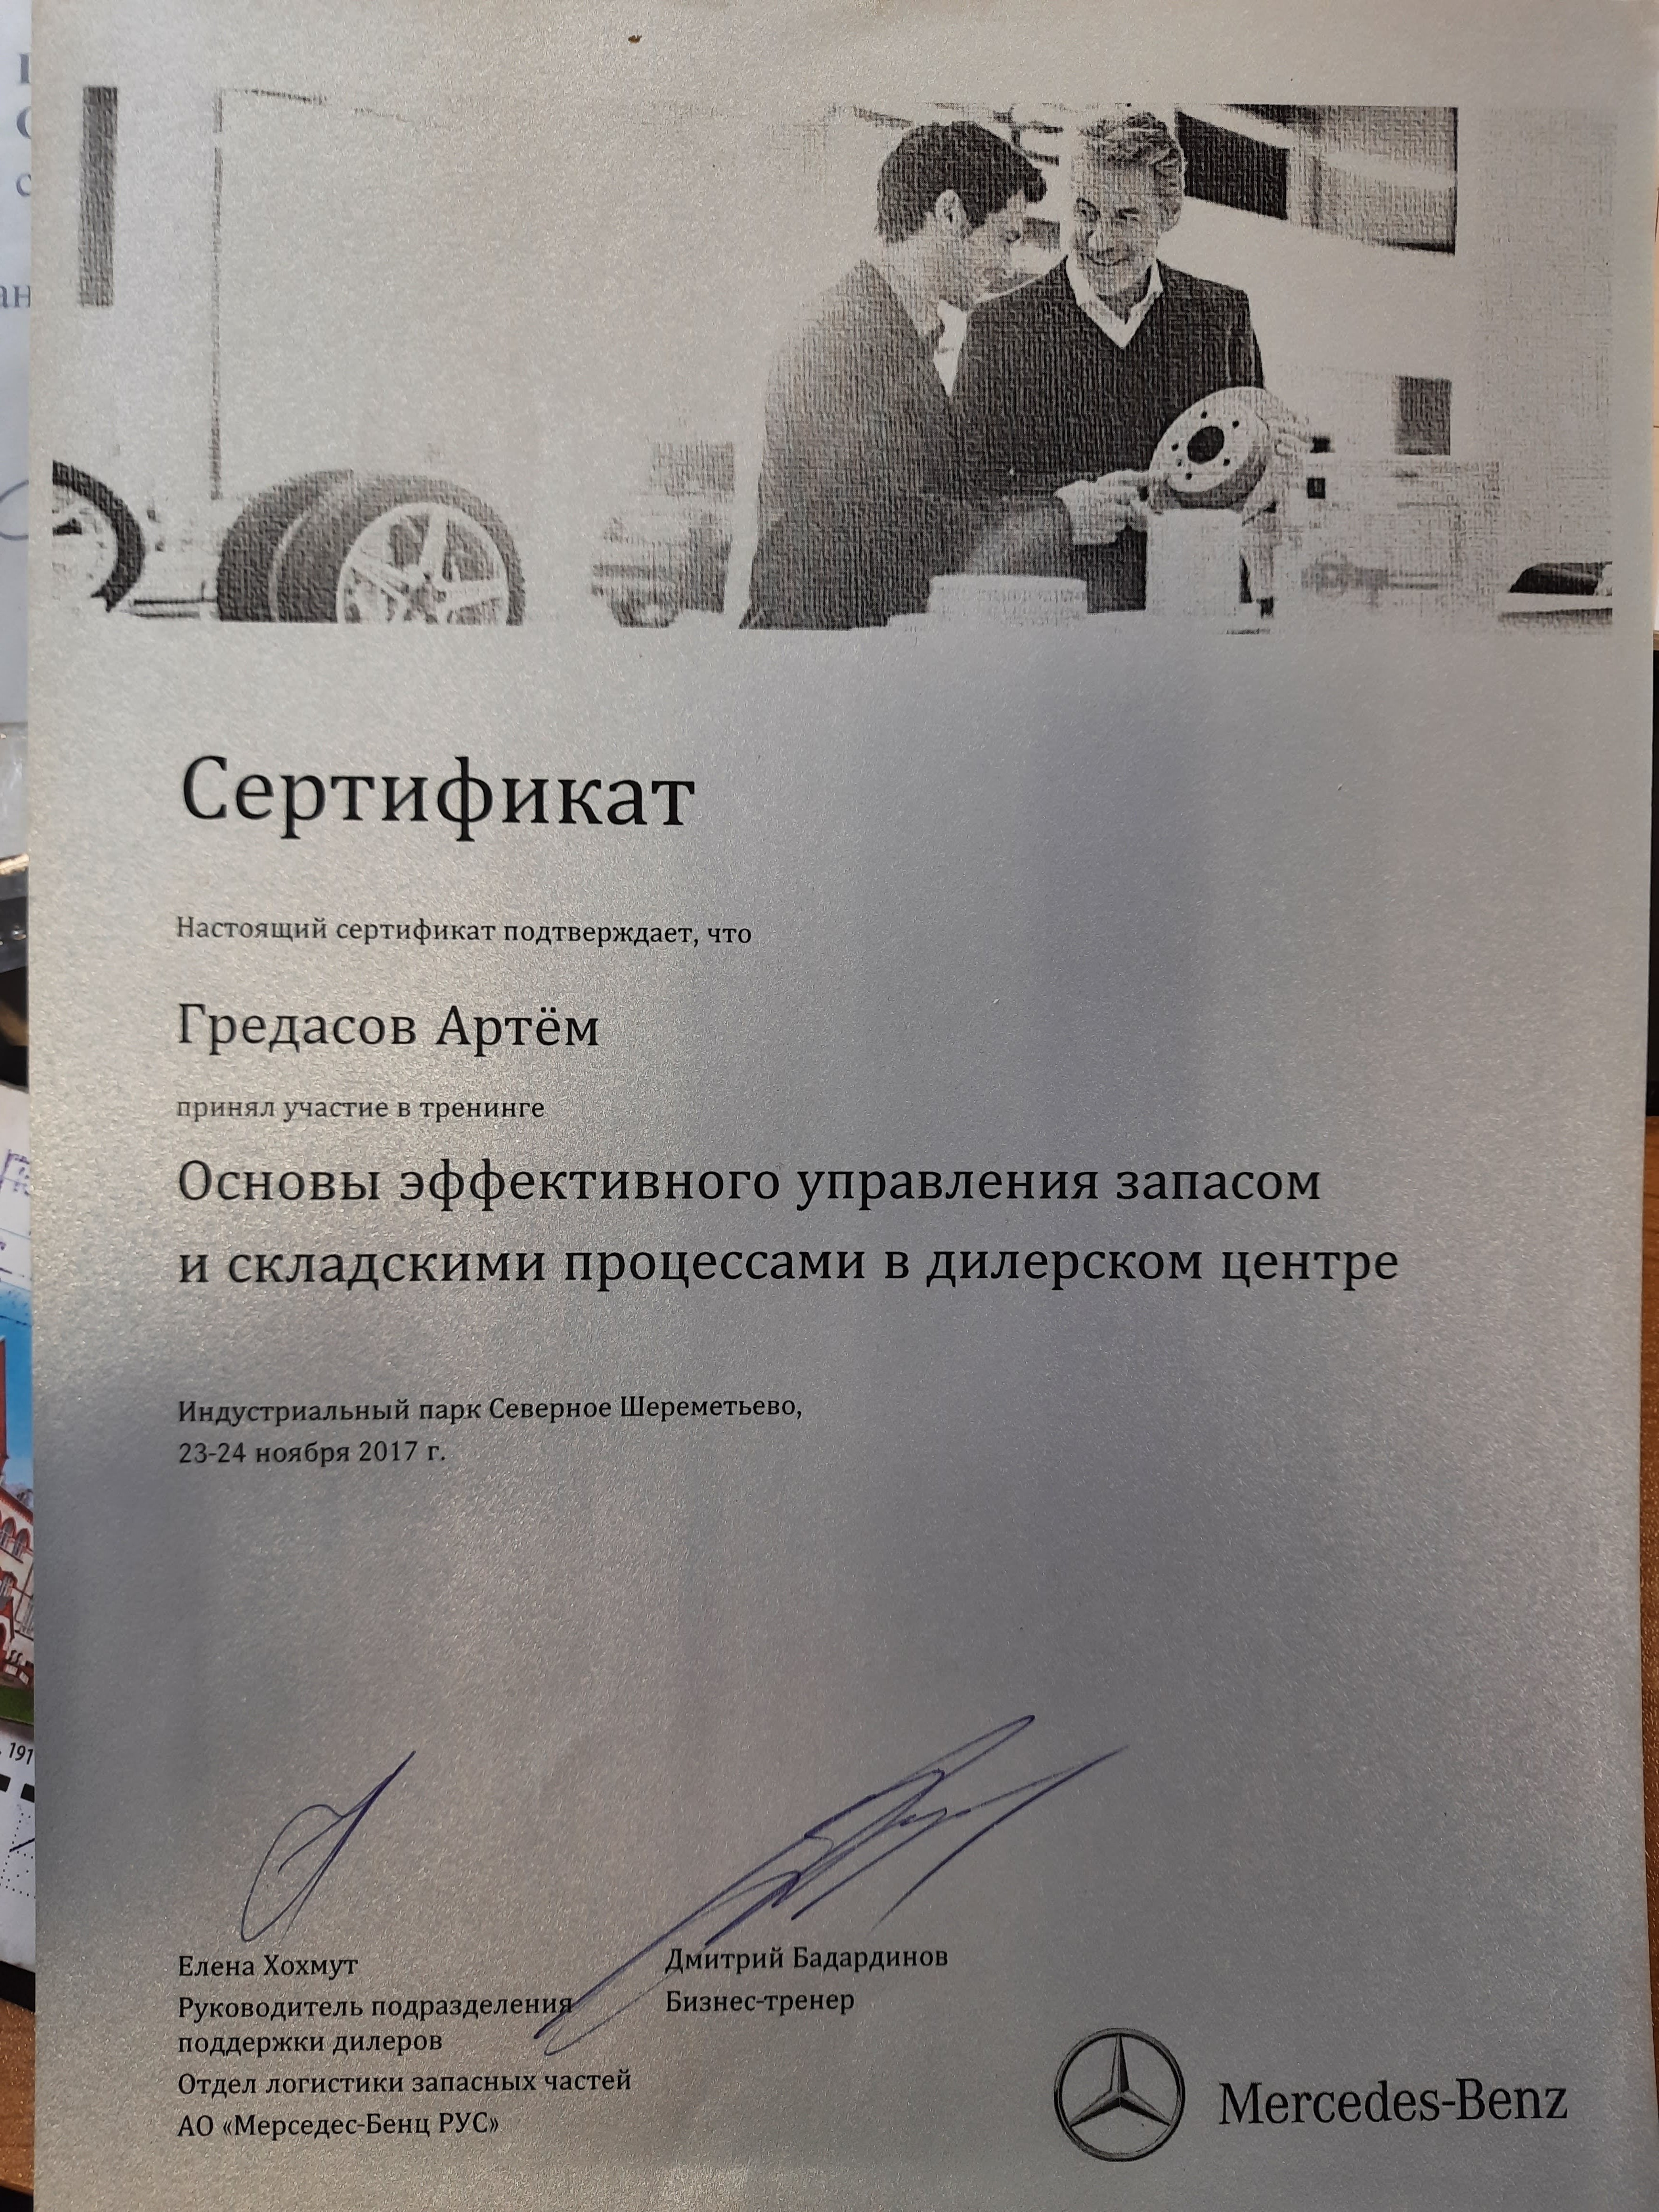 Сертификат
Настоящий сертификат подтверждает, что
Гредасов Артём
принял участие в тренинге
Основы эффективного управления запасом
и складскими процессами в дилерском центре
Индустриальный парк Северное Шереметьево,
23-24 ноября 2017 г.
Елена Хохмут
Руководитель подразделения
поддержки дилеров
Отдел логистики запасных частей
АО «Мерседес-Бенц РУС»
Дмитрий Бадардинов
Бизнес-тренер
Mercedes-Benz